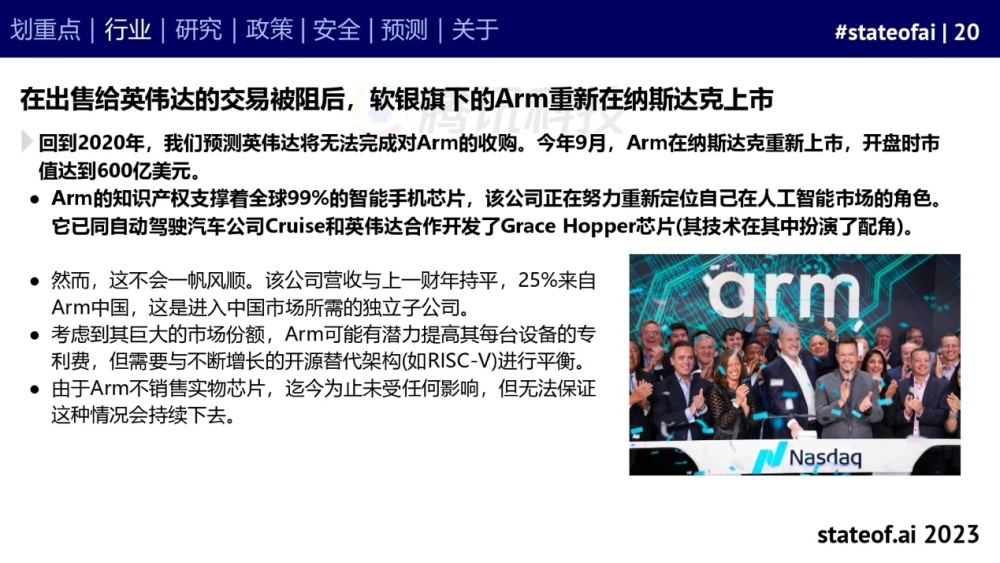 划重点 | 行业 | 研究 | 政策 | 安全 | 预测 | 关于
#stateofai | 20
在出售给英伟达的交易被阻后，软银旗下的Arm重新在纳斯达克上市
腾讯科技
回到2020年，我们预测英伟达将无法完成对Arm的收购。今年9月，Arm在纳斯达克重新上市，开盘时市
值达到600亿美元。
● Arm的知识产权支撑着全球99%的智能手机芯片，该公司正在努力重新定位自己在人工智能市场的角色。
它已同自动驾驶汽车公司Cruise和英伟达合作开发了Grace Hopper芯片(其技术在其中扮演了配角)。
● 然而，这不会一帆风顺。该公司营收与上一财年持平，25%来自
Arm中国，这是进入中国市场所需的独立子公司。
● 考虑到其巨大的市场份额，Arm可能有潜力提高其每台设备的专
利费，但需要与不断增长的开源替代架构(如RISC-V)进行平衡。
● 由于Arm不销售实物芯片，迄今为止未受任何影响，但无法保证
这种情况会持续下去。
arm
Nasdaq
stateof.ai 2023